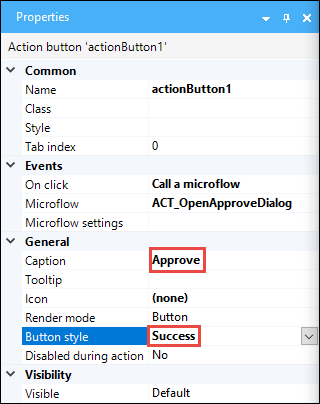 Properties
Action button 'actionButton1'
Common
Name actionButton1
Class
Style
Tab index 0
Events
On click Call a microflow
Microflow ACT_OpenApproveDialog
Microflow settings
General
Caption Approve
Tooltip
Icon (none)
Render mode Button
Button style Success
Disabled during action No
Visibility
Visible Default